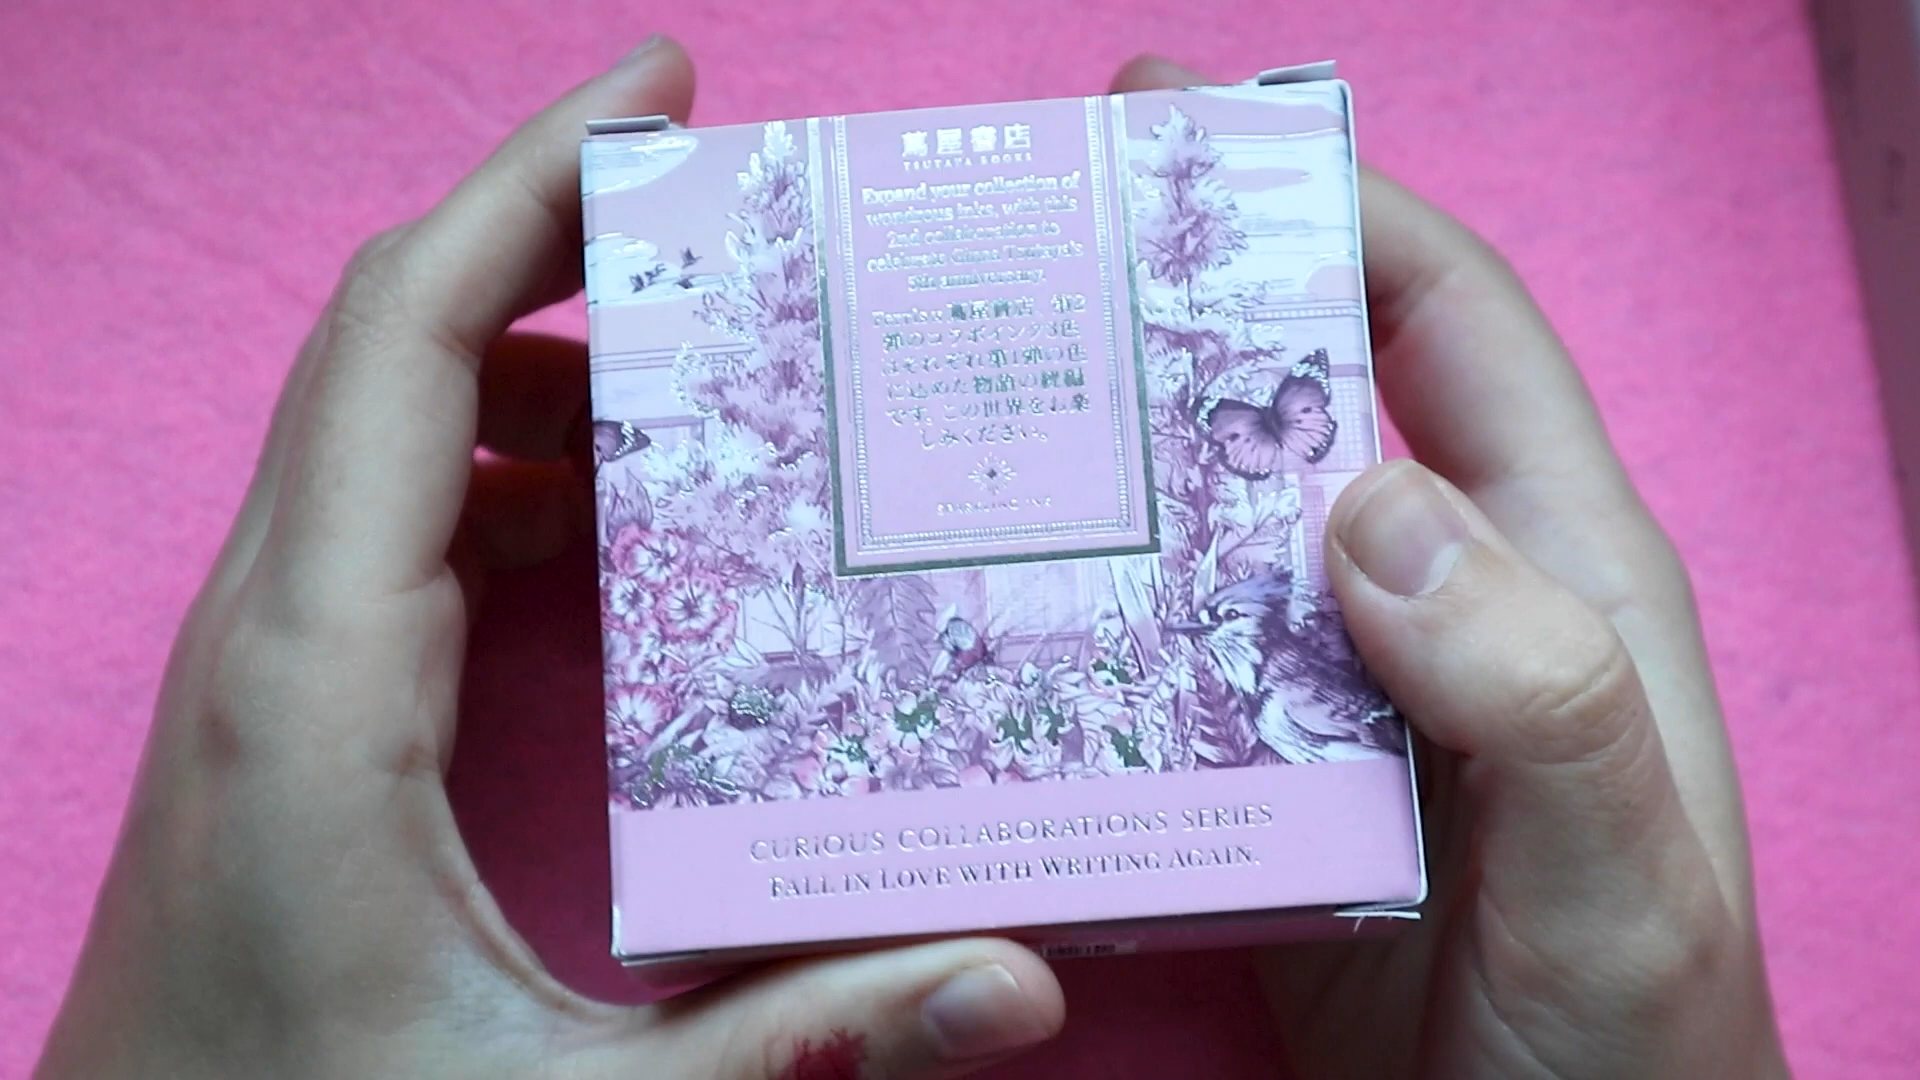 蔦屋書店
TSUTAYA BOOKS
Expand your collection of
wondrous inks, with this
2nd collaboration to
celebrate Ginza Tsutaya's
5th anniversary.
Ferris x 蔦屋書店、第2
弾のコラボインク3色
はそれぞれ第1弾の色
に込めた物語の続編
です。この世界をお楽
しみください。
SPARKLING INK
CURiOUS COLLABORATiONS SERiES
FALL IN LOVE WITH WRITING AGAIN.